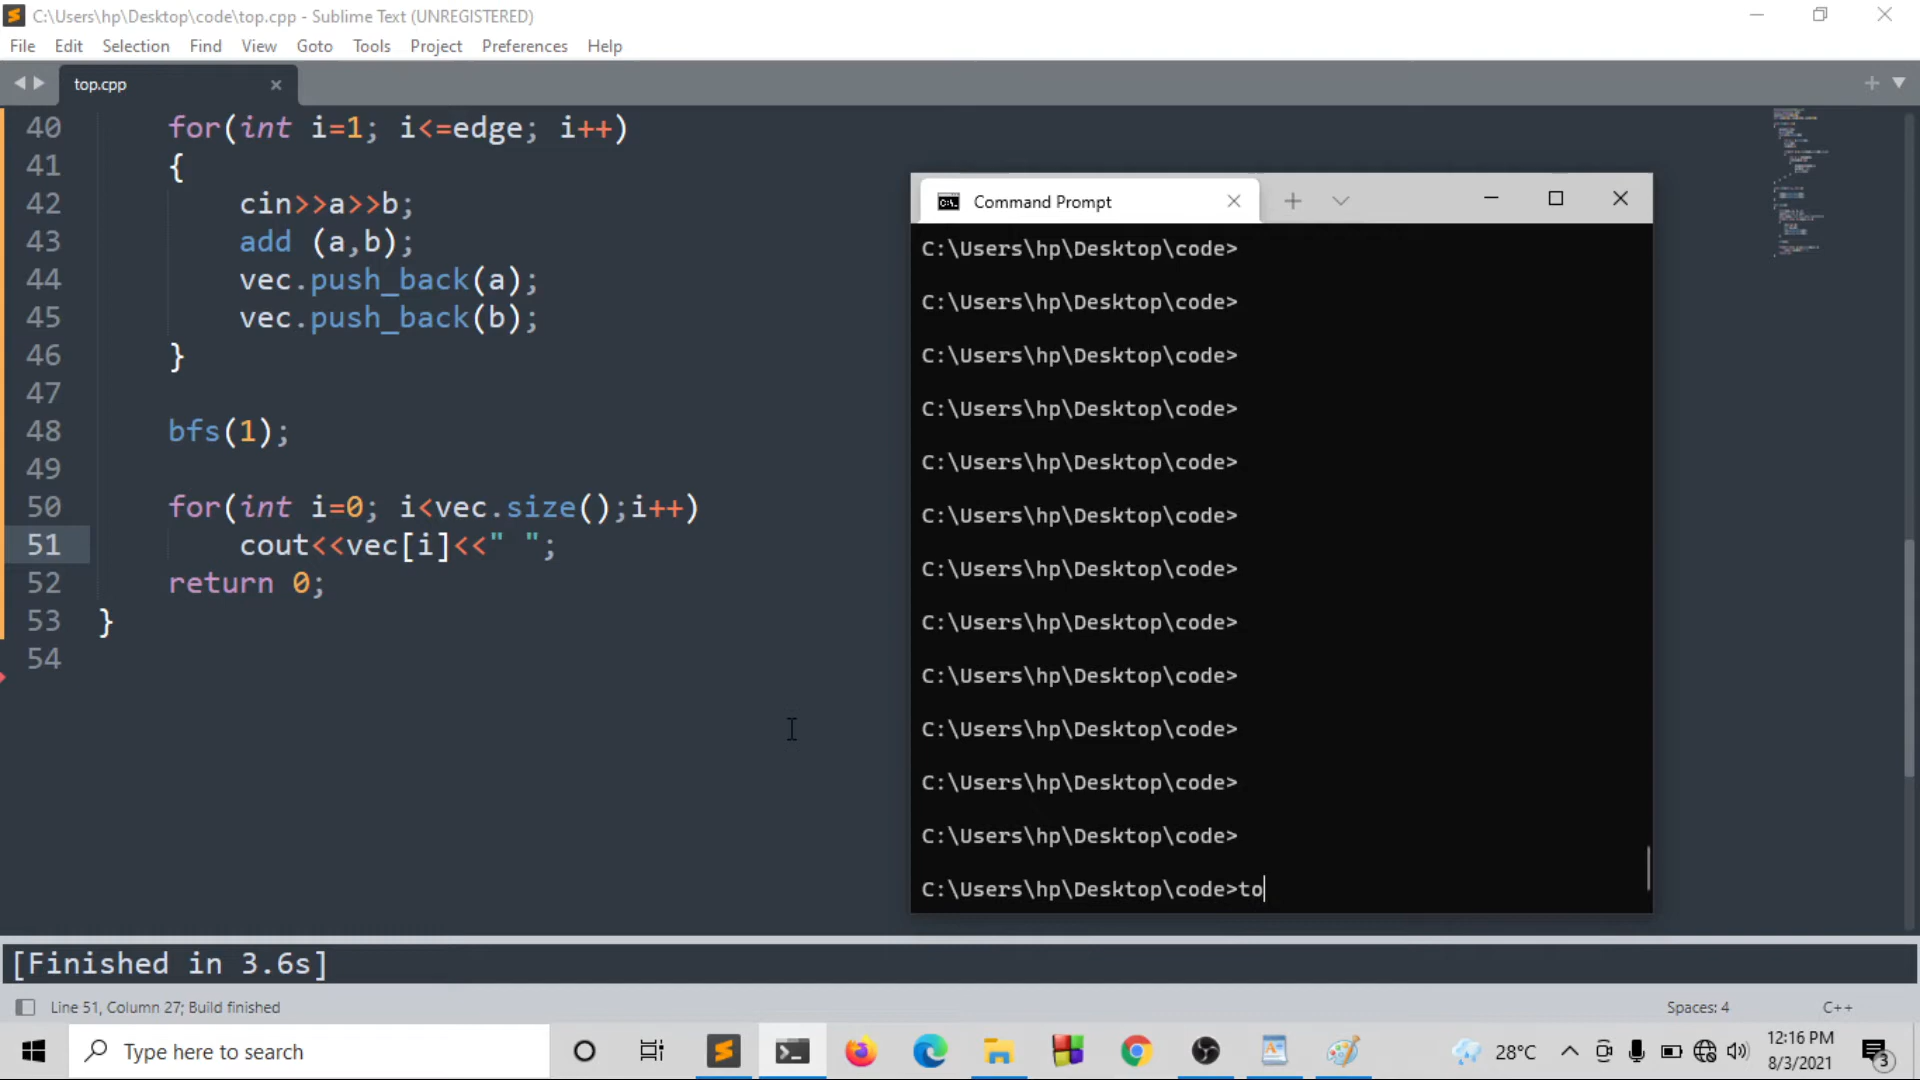 C:\Users\hp\Desktop\code\top.cpp - Sublime Text (UNREGISTERED)
File Edit Selection Find View Goto Tools Project Preferences Help
top.cpp
40 for(int i=1; i<=edge; i++)
41 {
42 cin>>a>>b;
43 add (a,b);
44 vec.push_back(a);
45 vec.push_back(b);
46 }
47
48 bfs(1);
49
50 for(int i=0; i<vec.size();i++)
51 cout<<vec[i]<<" ";
52 return 0;
53 }
54
Command Prompt
C:\Users\hp\Desktop\code>
C:\Users\hp\Desktop\code>
C:\Users\hp\Desktop\code>
C:\Users\hp\Desktop\code>
C:\Users\hp\Desktop\code>
C:\Users\hp\Desktop\code>
C:\Users\hp\Desktop\code>
C:\Users\hp\Desktop\code>
C:\Users\hp\Desktop\code>
C:\Users\hp\Desktop\code>
C:\Users\hp\Desktop\code>
C:\Users\hp\Desktop\code>
C:\Users\hp\Desktop\code>to
[Finished in 3.6s]
Line 51, Column 27; Build finished
Spaces: 4
C++
Type here to search
28°C
12:16 PM
8/3/2021
3